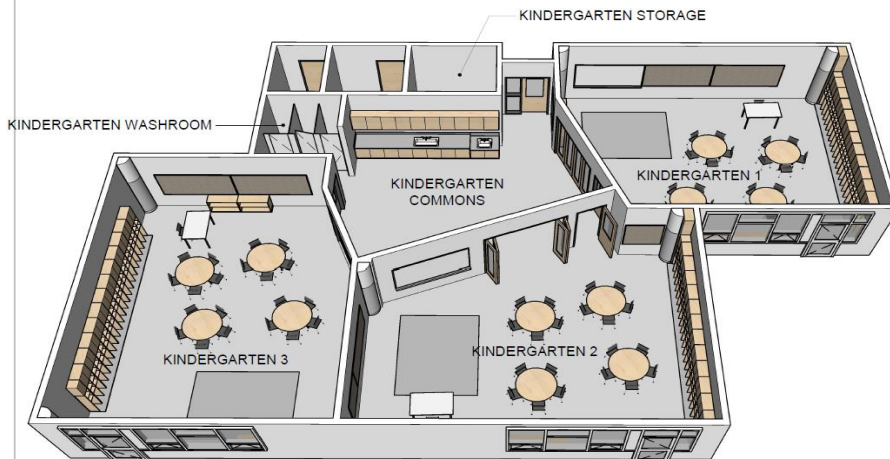 KINDERGARTEN STORAGE
KINDERGARTEN WASHROOM
KINDERGARTEN
COMMONS
KINDERGARTEN 1
KINDERGARTEN 3
KINDERGARTEN 2